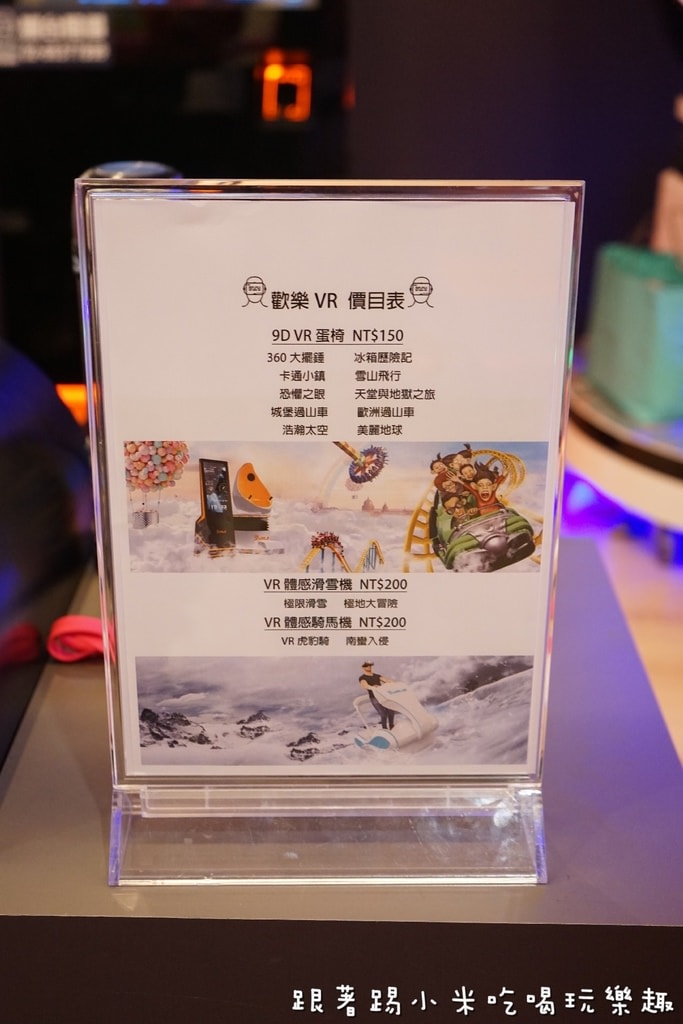 歡樂 VR 價目表
9D VR 蛋椅 NT$150
360 大擺錘 冰箱歷險記
卡通小鎮 雪山飛行
恐懼之眼 天堂與地獄之旅
城堡過山車 歐洲過山車
浩瀚太空 美麗地球
VR 體感滑雪機 NT$200
極限滑雪 極地大冒險
VR 體感騎馬機 NT$200
VR 虎豹騎 南蠻入侵
跟著踢小米吃喝玩樂趣